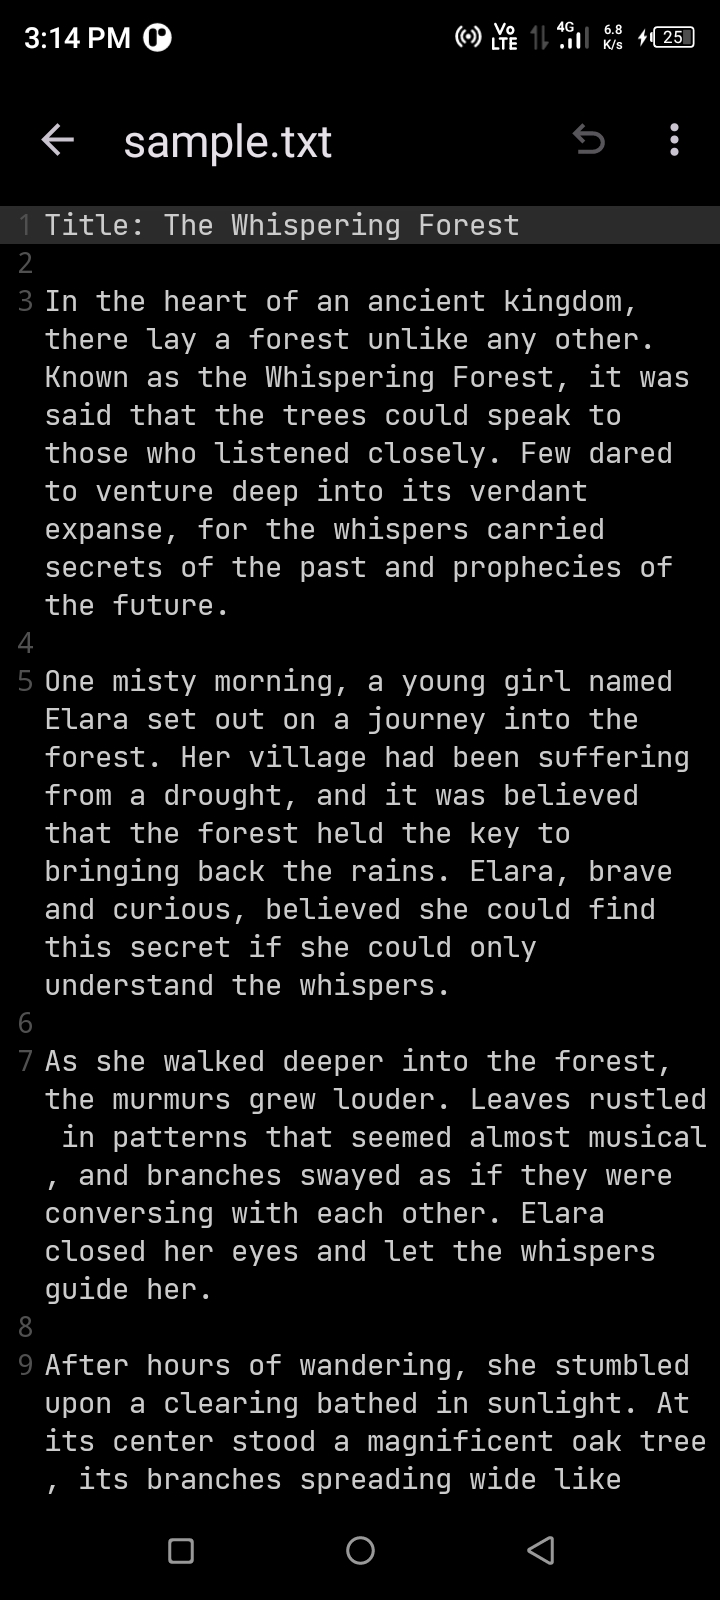 3:14 PM
Vo LTE 4G 6.8 K/s 25
sample.txt
1 Title: The Whispering Forest
2
3 In the heart of an ancient kingdom,
there lay a forest unlike any other.
Known as the Whispering Forest, it was
said that the trees could speak to
those who listened closely. Few dared
to venture deep into its verdant
expanse, for the whispers carried
secrets of the past and prophecies of
the future.
4
5 One misty morning, a young girl named
Elara set out on a journey into the
forest. Her village had been suffering
from a drought, and it was believed
that the forest held the key to
bringing back the rains. Elara, brave
and curious, believed she could find
this secret if she could only
understand the whispers.
6
7 As she walked deeper into the forest,
the murmurs grew louder. Leaves rustled
in patterns that seemed almost musical
, and branches swayed as if they were
conversing with each other. Elara
closed her eyes and let the whispers
guide her.
8
9 After hours of wandering, she stumbled
upon a clearing bathed in sunlight. At
its center stood a magnificent oak tree
, its branches spreading wide like